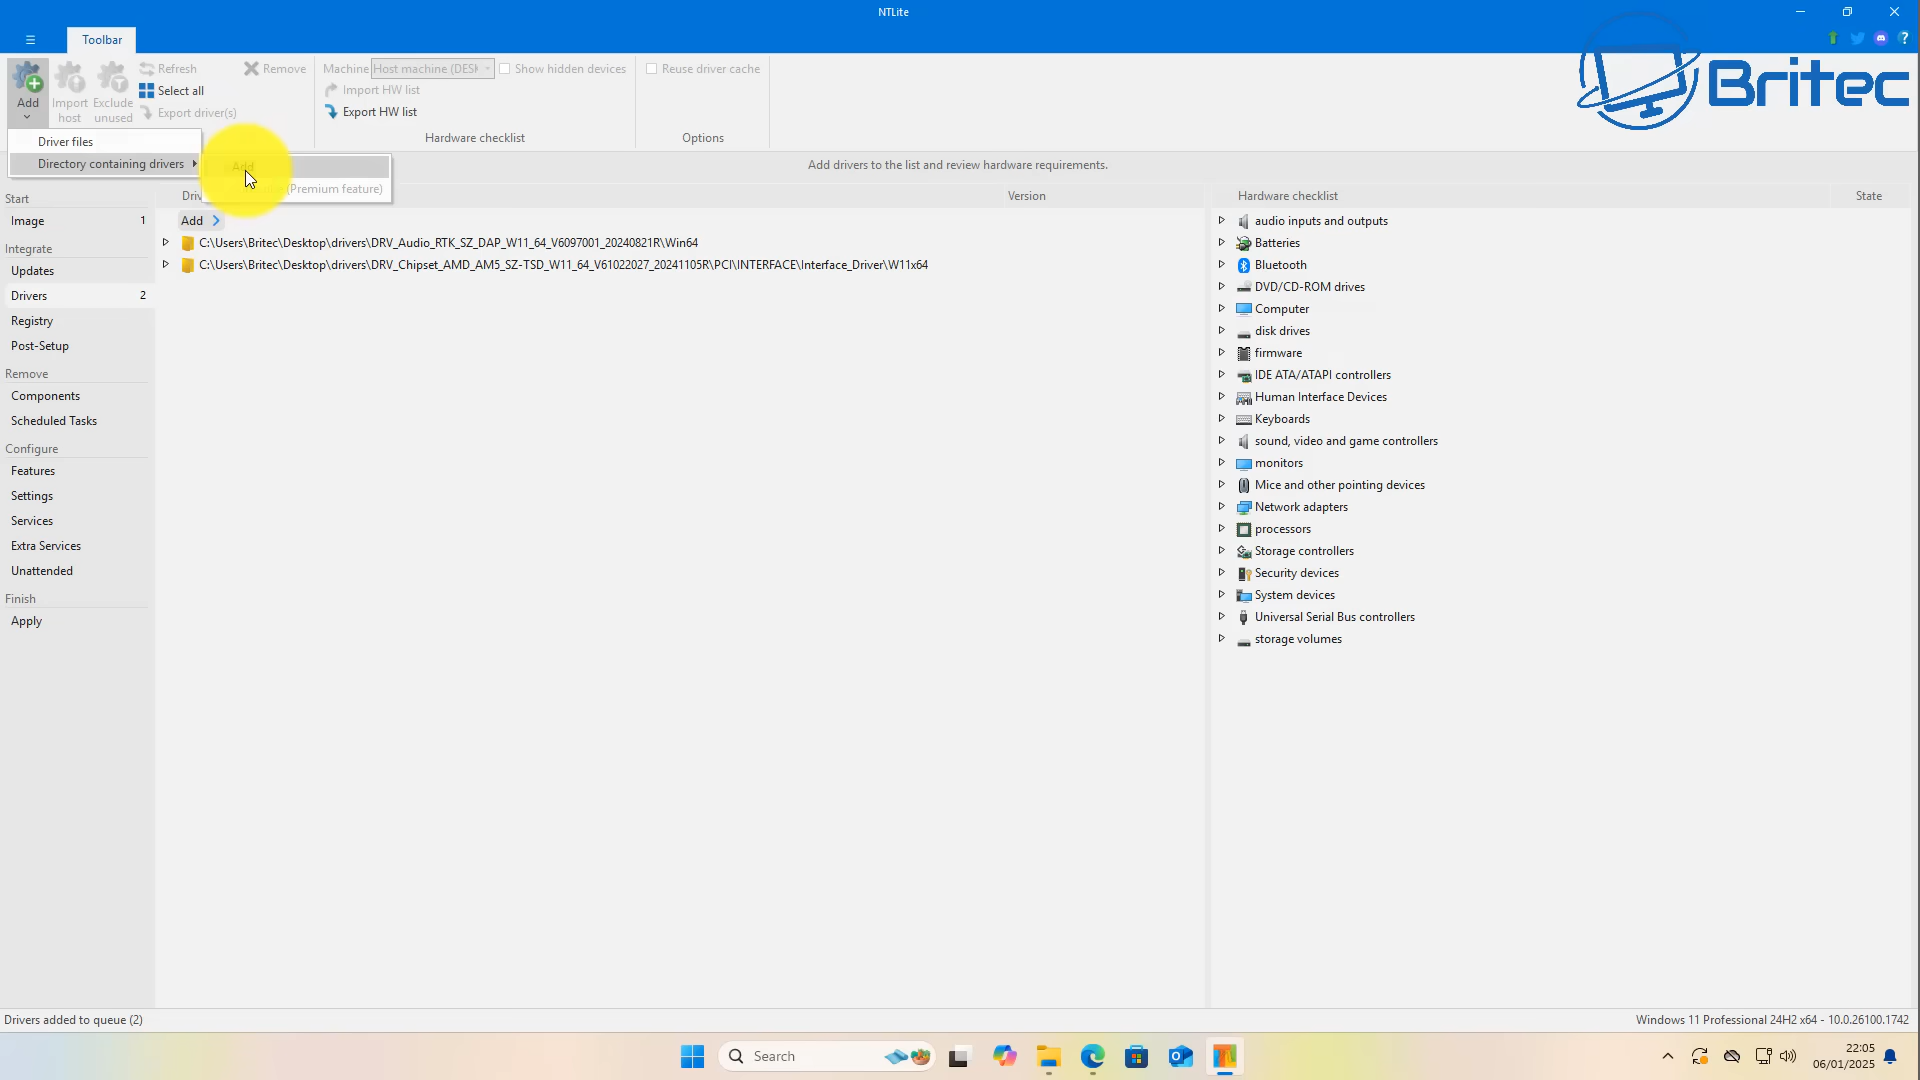 NTLite
Toolbar
Add
Import host
Exclude unused
Refresh
Select all
Export driver(s)
Remove
Machine Host machine (DESK
Show hidden devices
Import HW list
Export HW list
Hardware checklist
Reuse driver cache
Options
Britec
Driver files
Directory containing drivers
Add
(Premium feature)
Add drivers to the list and review hardware requirements.
Start
Image 1
Integrate
Updates
Drivers 2
Registry
Post-Setup
Remove
Components
Scheduled Tasks
Configure
Features
Settings
Services
Extra Services
Unattended
Finish
Apply
Version
Add
C:\Users\Britec\Desktop\drivers\DRV_Audio_RTK_SZ_DAP_W11_64_V6097001_20240821R\Win64
C:\Users\Britec\Desktop\drivers\DRV_Chipset_AMD_AM5_SZ-TSD_W11_64_V61022027_20241105R\PCI\INTERFACE\Interface_Driver\W11x64
Hardware checklist State
audio inputs and outputs
Batteries
Bluetooth
DVD/CD-ROM drives
Computer
disk drives
firmware
IDE ATA/ATAPI controllers
Human Interface Devices
Keyboards
sound, video and game controllers
monitors
Mice and other pointing devices
Network adapters
processors
Storage controllers
Security devices
System devices
Universal Serial Bus controllers
storage volumes
Drivers added to queue (2)
Windows 11 Professional 24H2 x64 - 10.0.26100.1742
Search
22:05
06/01/2025